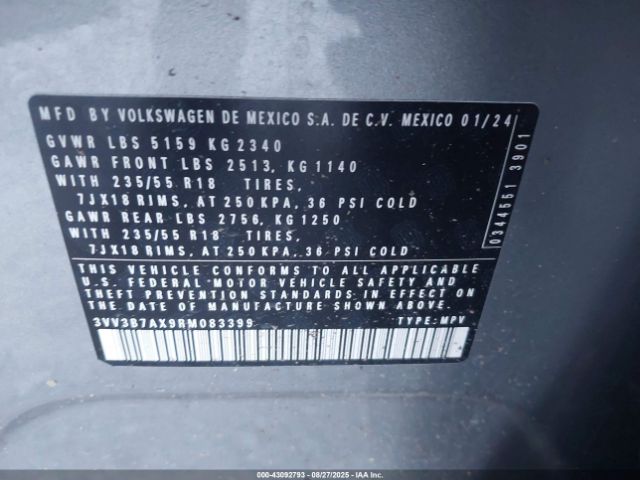 MFD BY VOLKSWAGEN DE MEXICO S.A. DE C.V. MEXICO 01/24
GVWR LBS 5159 KG 2340
GAWR FRONT LBS 2513, KG 1140
WITH 235/55 R18 TIRES,
7JX18 RIMS, AT 250 KPA, 36 PSI COLD
GAWR REAR LBS 2756, KG 1250
WITH 235/55 R18 TIRES,
7JX18 RIMS, AT 250 KPA, 36 PSI COLD
THIS VEHICLE CONFORMS TO ALL APPLICABLE
U.S. FEDERAL MOTOR VEHICLE SAFETY AND
THEFT PREVENTION STANDARDS IN EFFECT ON
THE DATE OF MANUFACTURE SHOWN ABOVE.
3VV3B7AX9RM083399 TYPE: MPV
0344E551 3901
000-43092793 - 08/27/2025 - IAA Inc.